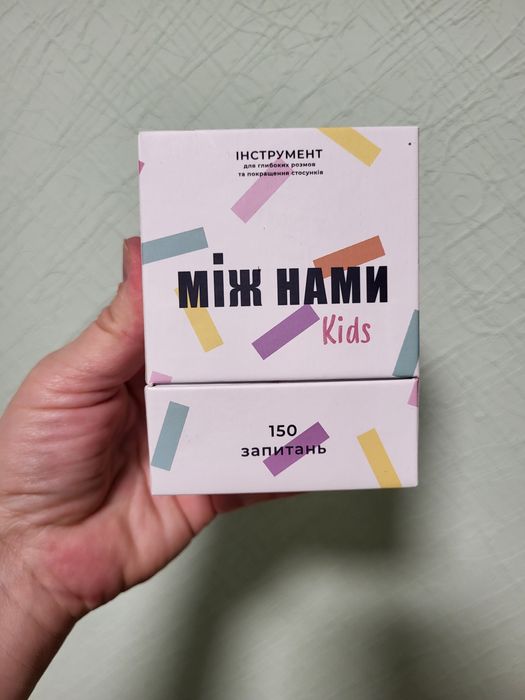 ІНСТРУМЕНТ
для глибоких розмов
та покращення стосунків
МІЖ НАМИ
Kids
150
запитань